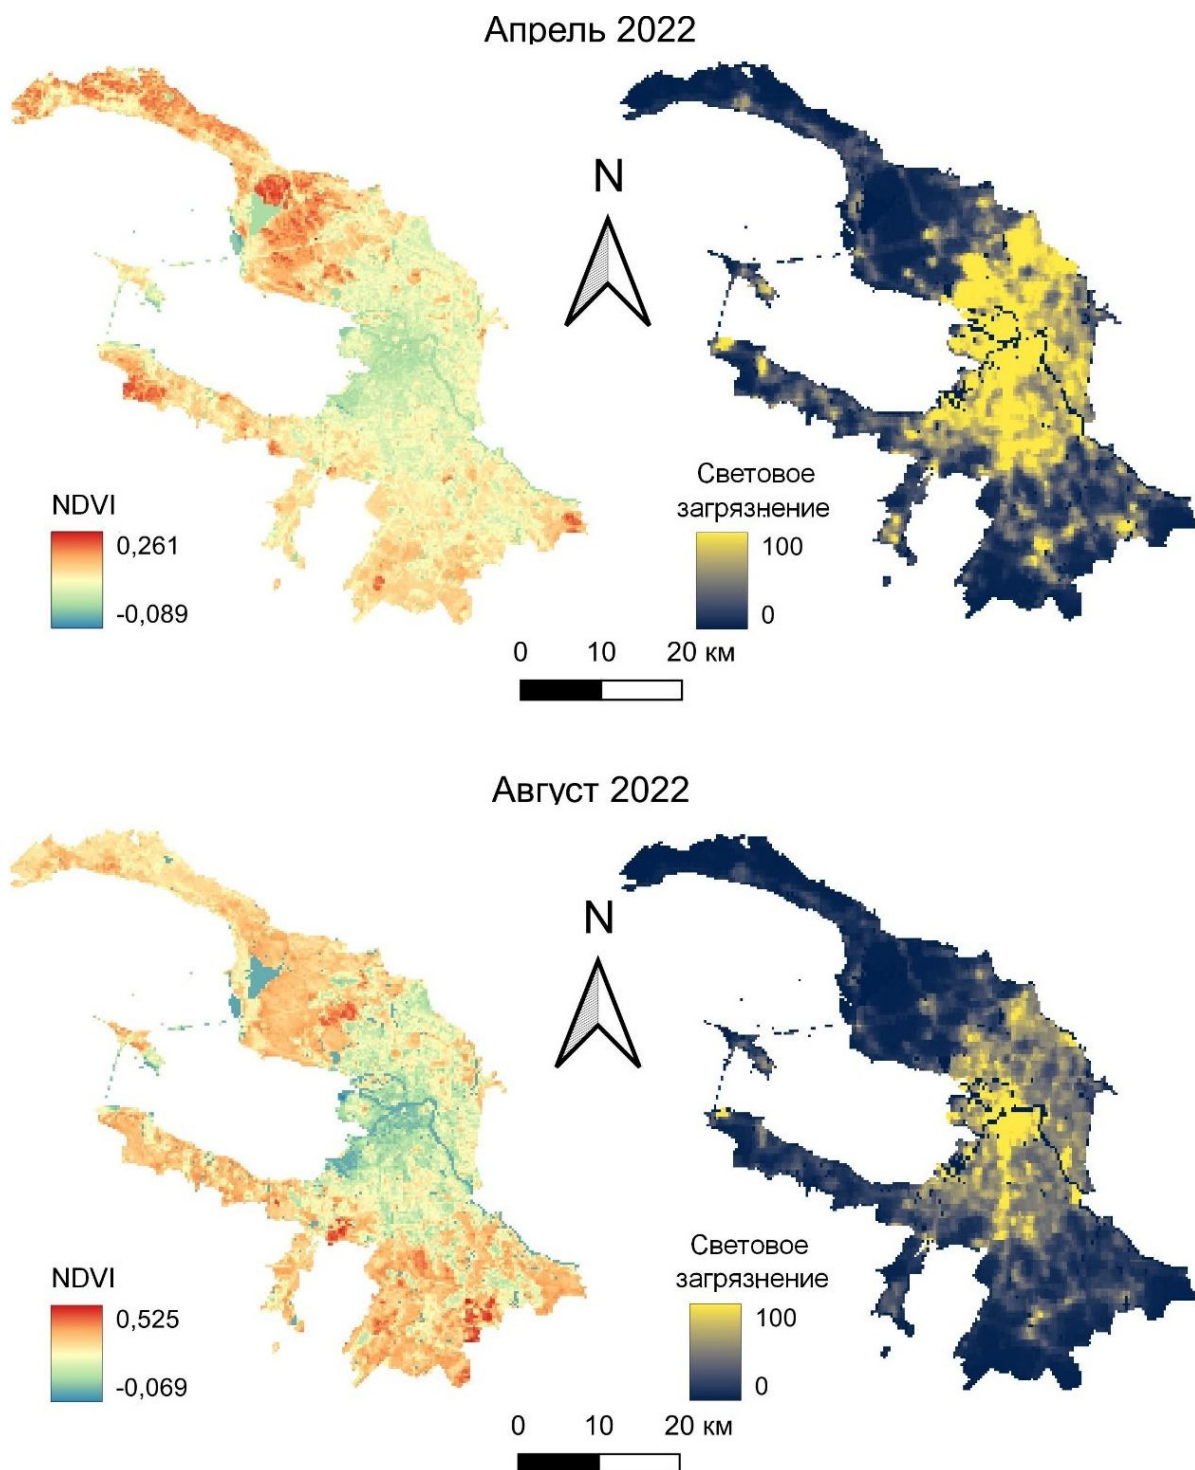 Апрель 2022
N
NDVI
0,261
-0,089
Световое
загрязнение
100
0
0 10 20 км
Август 2022
N
NDVI
0,525
-0,069
Световое
загрязнение
100
0
0 10 20 км